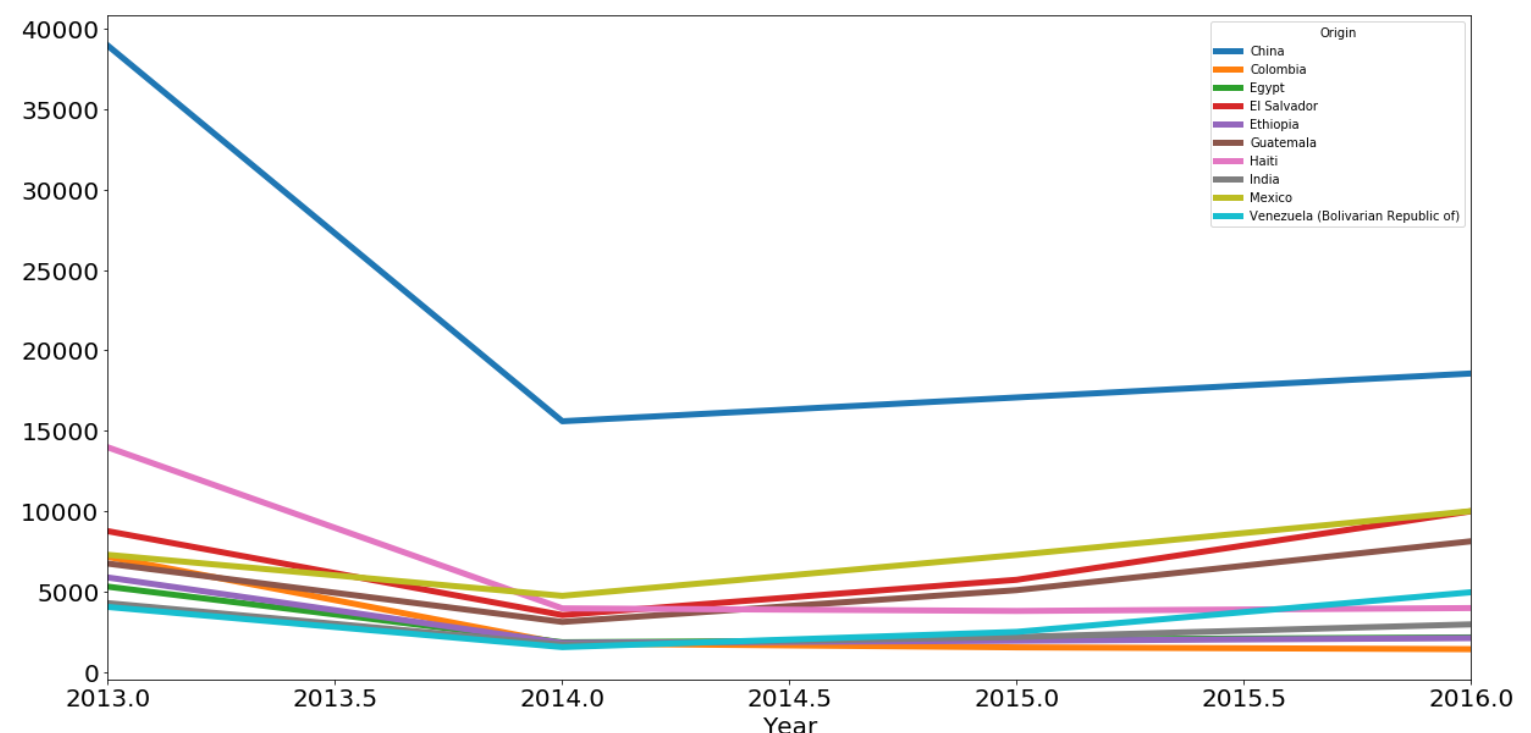 40000
35000
30000
25000
20000
15000
10000
5000
0
2013.0 2013.5 2014.0 2014.5 2015.0 2015.5 2016.0
Year
Origin
China
Colombia
Egypt
El Salvador
Ethiopia
Guatemala
Haiti
India
Mexico
Venezuela (Bolivarian Republic of)